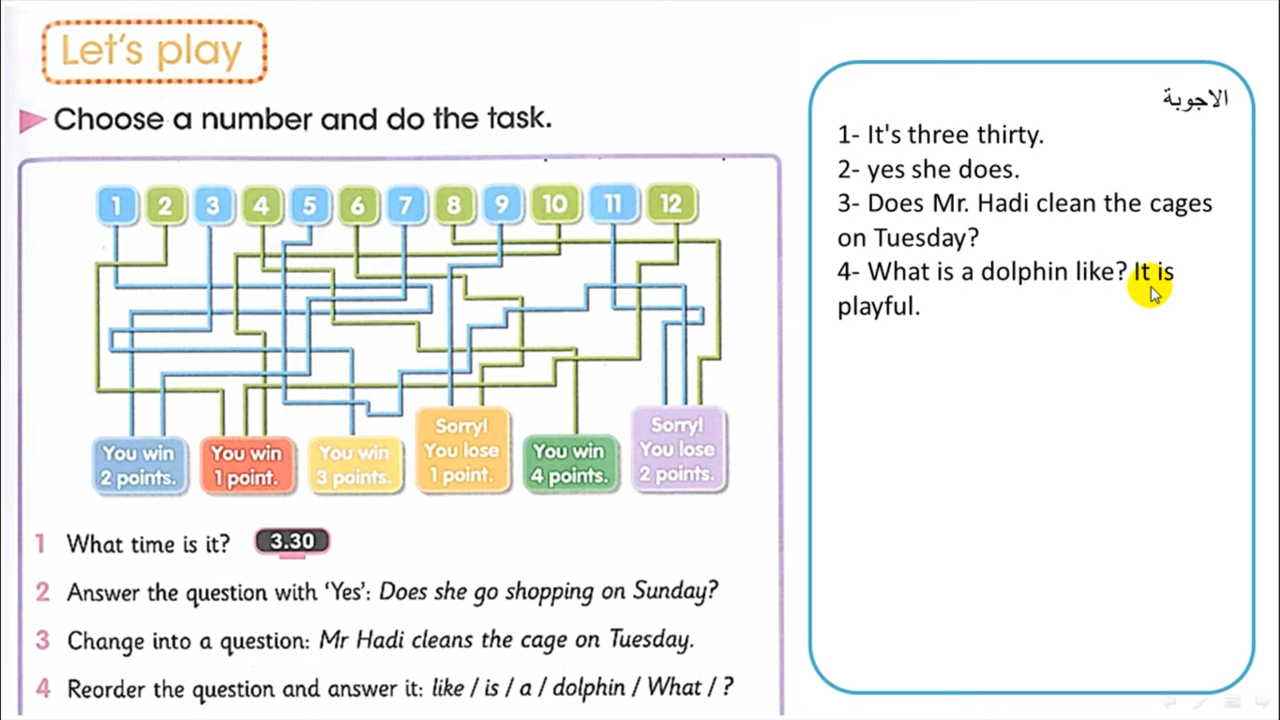 Let's play
Choose a number and do the task.
1 2 3 4 5 6 7 8 9 10 11 12
You win
2 points.
You win
1 point.
You win
3 points.
Sorry!
You lose
1 point.
You win
4 points.
Sorry!
You lose
2 points.
1 What time is it? 3.30
2 Answer the question with ‘Yes’: Does she go shopping on Sunday?
3 Change into a question: Mr Hadi cleans the cage on Tuesday.
4 Reorder the question and answer it: like / is / a / dolphin / What / ?
الاجوبة
1- It's three thirty.
2- yes she does.
3- Does Mr. Hadi clean the cages
on Tuesday?
4- What is a dolphin like? It is
playful.